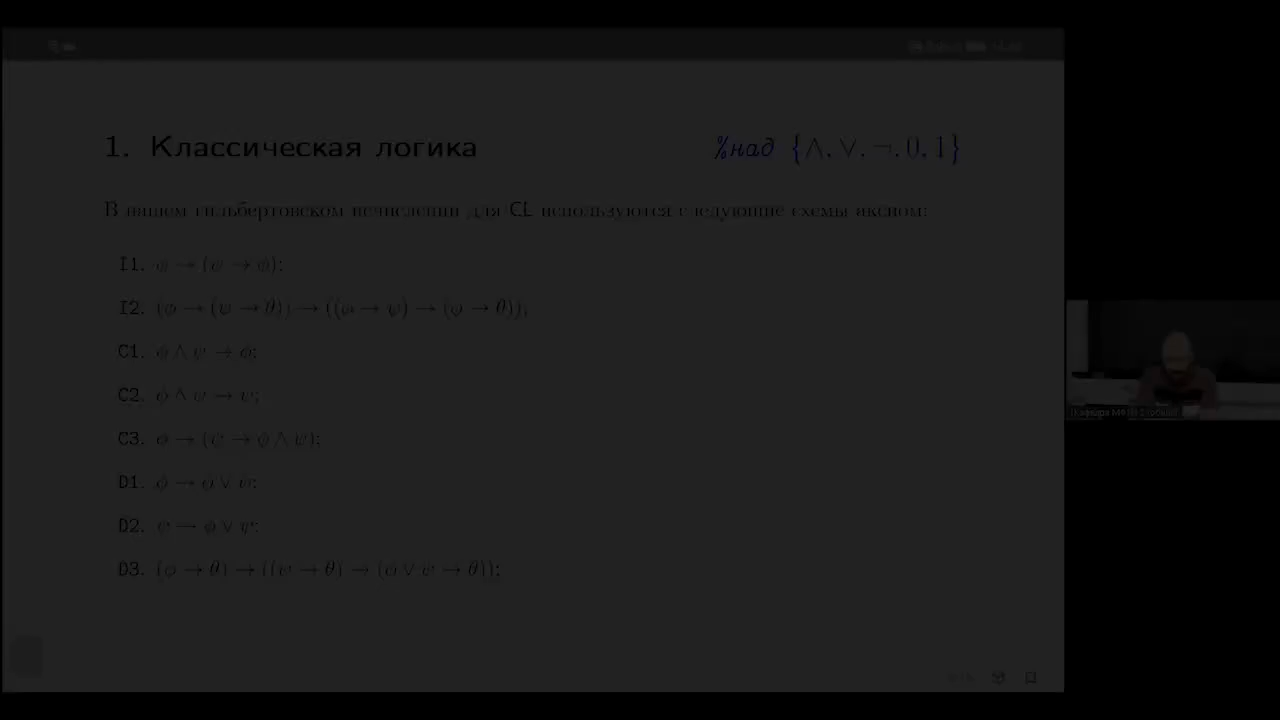 1. Классическая логика %над {∧, ∨, ¬, 0, 1}
В нашем гильбертовском исчислении для CL используются следующие схемы аксиом:
I1. ϕ → (ψ → ϕ);
I2. (ϕ → (ψ → θ)) → ((ϕ → ψ) → (ϕ → θ));
C1. ϕ ∧ ψ → ϕ;
C2. ϕ ∧ ψ → ψ;
C3. ϕ → (ψ → ϕ ∧ ψ);
D1. ϕ → ϕ ∨ ψ;
D2. ψ → ϕ ∨ ψ;
D3. (ϕ → θ) → ((ψ → θ) → (ϕ ∨ ψ → θ));
Кафедра